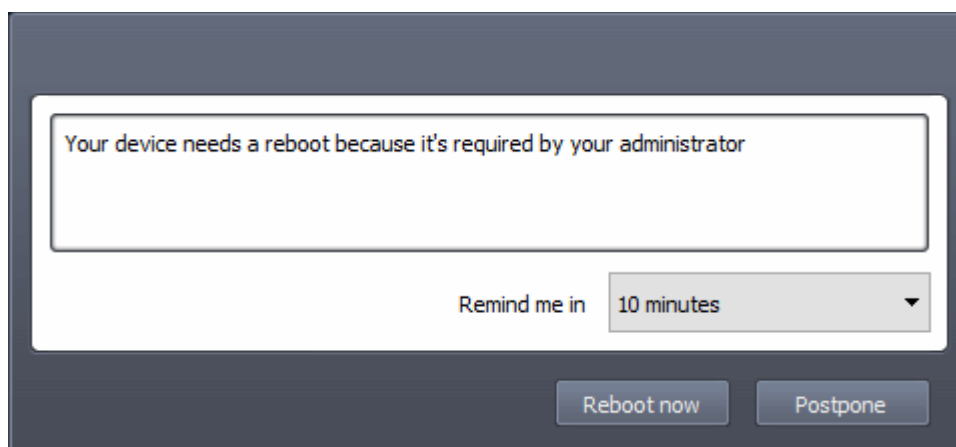 Your device needs a reboot because it's required by your administrator
Remind me in 10 minutes
Reboot now Postpone